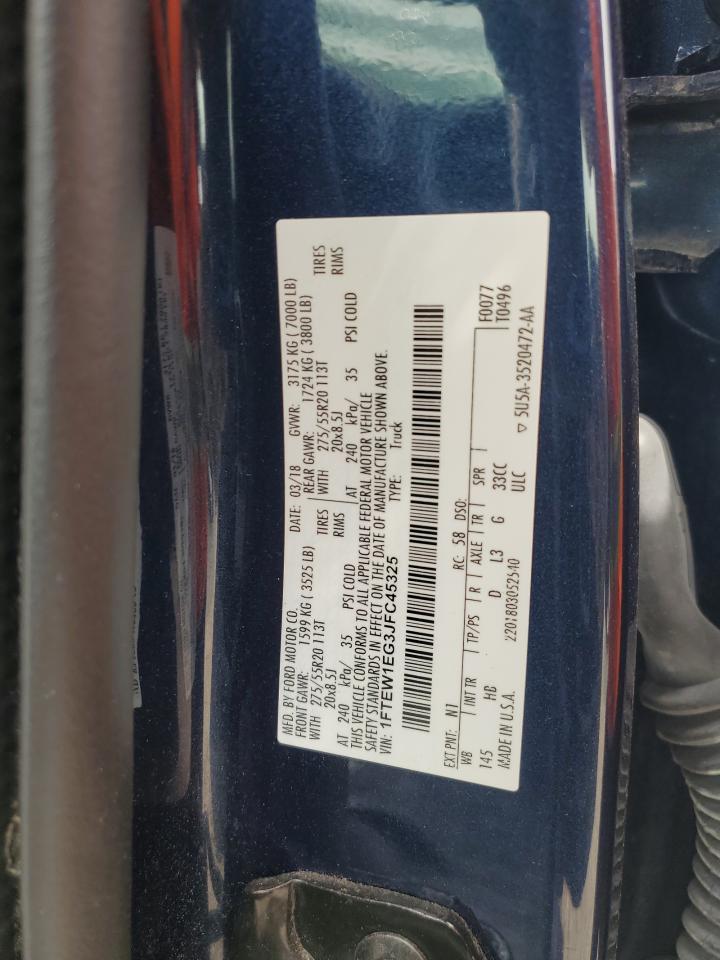 MFD. BY FORD MOTOR CO.
DATE: 03/18 GVWR: 3175 KG ( 7000 LB)
FRONT GAWR: 1599 KG ( 3525 LB) REAR GAWR: 1724 KG ( 3800 LB)
WITH 275/55R20 113T TIRES WITH 275/55R20 113T TIRES
20x8.5J RIMS 20x8.5J RIMS
AT 240 kPa/ 35 PSI COLD AT 240 kPa/ 35 PSI COLD
THIS VEHICLE CONFORMS TO ALL APPLICABLE FEDERAL MOTOR VEHICLE
SAFETY STANDARDS IN EFFECT ON THE DATE OF MANUFACTURE SHOWN ABOVE.
VIN: 1FTEW1EG3JFC45325 TYPE: Truck
EXT PNT: N1 RC: 58 DSO: F0077
WB INT TR TP/PS R AXLE TR SPR T0496
145 HB D L3 G 33CC
MADE IN U.S.A. ULC ▽ 5U5A-3520472-AA